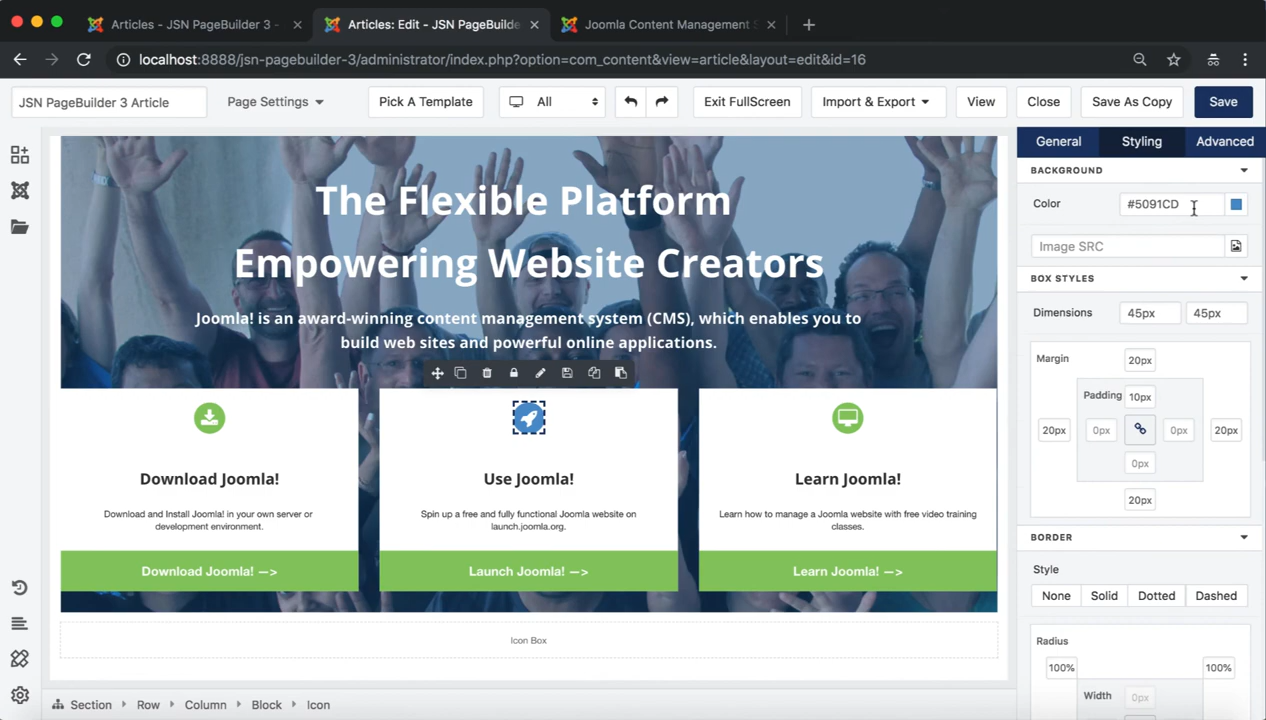 Articles - JSN PageBuilder 3 -
Articles: Edit - JSN PageBuilde
Joomla Content Management S
localhost:8888/jsn-pagebuilder-3/administrator/index.php?option=com_content&view=article&layout=edit&id=16
JSN PageBuilder 3 Article
Page Settings
Pick A Template
All
Exit FullScreen
Import & Export
View
Close
Save As Copy
Save
General
Styling
Advanced
The Flexible Platform
Empowering Website Creators
Joomla! is an award-winning content management system (CMS), which enables you to
build web sites and powerful online applications.
Download Joomla!
Download and Install Joomla! in your own server or
development environment.
Download Joomla! —>
Use Joomla!
Spin up a free and fully functional Joomla website on
launch.joomla.org.
Launch Joomla! —>
Learn Joomla!
Learn how to manage a Joomla website with free video training
classes.
Learn Joomla! —>
Icon Box
Section
Row
Column
Block
Icon
BACKGROUND
Color
#5091CD
Image SRC
BOX STYLES
Dimensions
45px
45px
Margin
20px
Padding
10px
20px
0px
0px
20px
0px
20px
BORDER
Style
None
Solid
Dotted
Dashed
Radius
100%
100%
Width
0px